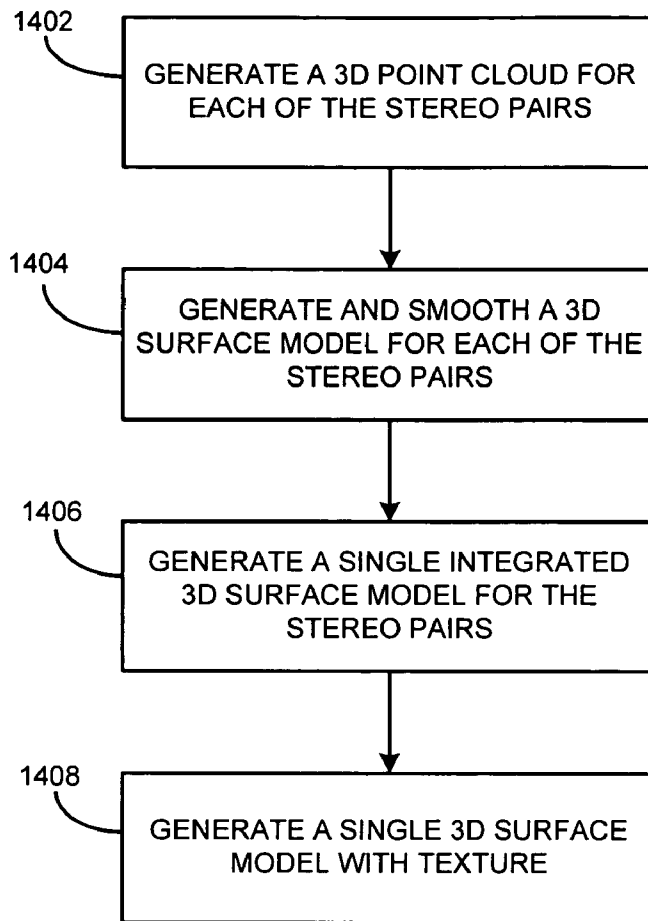 1402
GENERATE A 3D POINT CLOUD FOR
EACH OF THE STEREO PAIRS
1404
GENERATE AND SMOOTH A 3D
SURFACE MODEL FOR EACH OF THE
STEREO PAIRS
1406
GENERATE A SINGLE INTEGRATED
3D SURFACE MODEL FOR THE
STEREO PAIRS
1408
GENERATE A SINGLE 3D SURFACE
MODEL WITH TEXTURE